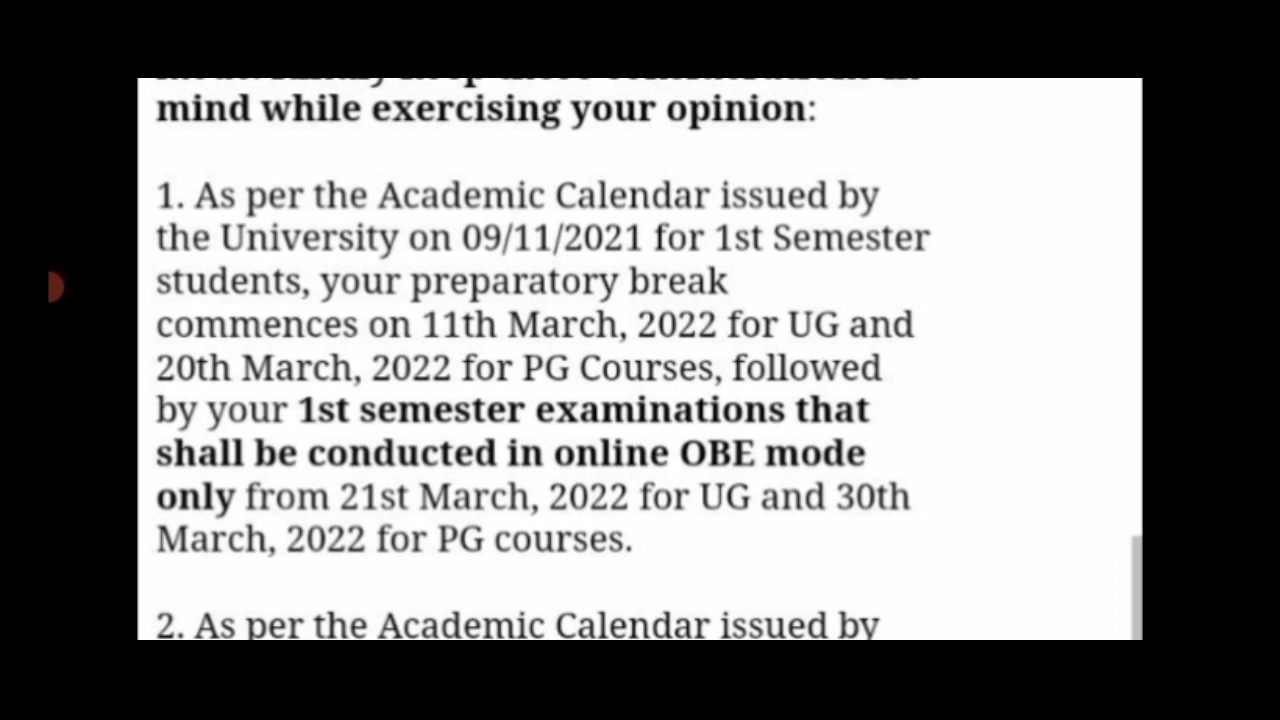 mind while exercising your opinion:
1. As per the Academic Calendar issued by
the University on 09/11/2021 for 1st Semester
students, your preparatory break
commences on 11th March, 2022 for UG and
20th March, 2022 for PG Courses, followed
by your 1st semester examinations that
shall be conducted in online OBE mode
only from 21st March, 2022 for UG and 30th
March, 2022 for PG courses.
2. As per the Academic Calendar issued by